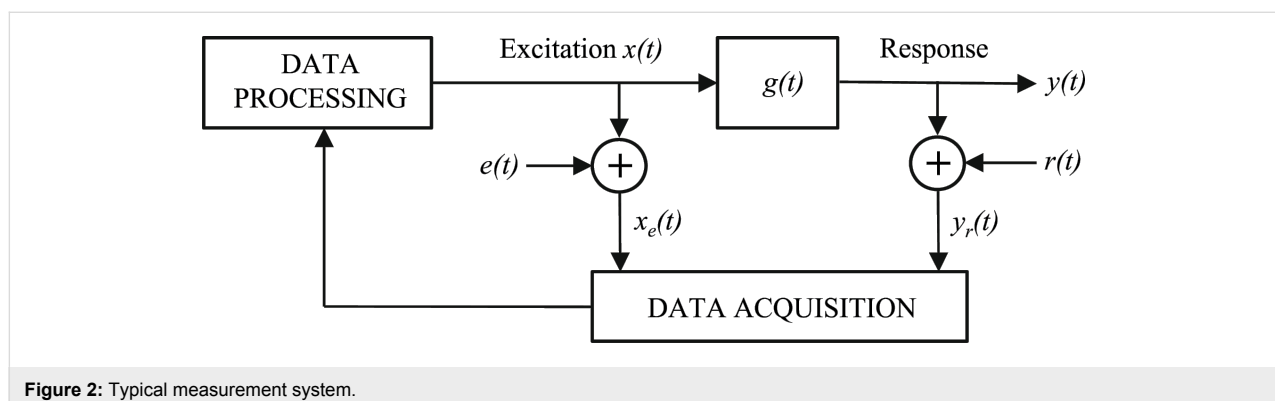 DATA
PROCESSING
Excitation x(t)
g(t)
Response
y(t)
e(t)
+
+
r(t)
x_e(t)
y_r(t)
DATA ACQUISITION
Figure 2: Typical measurement system.